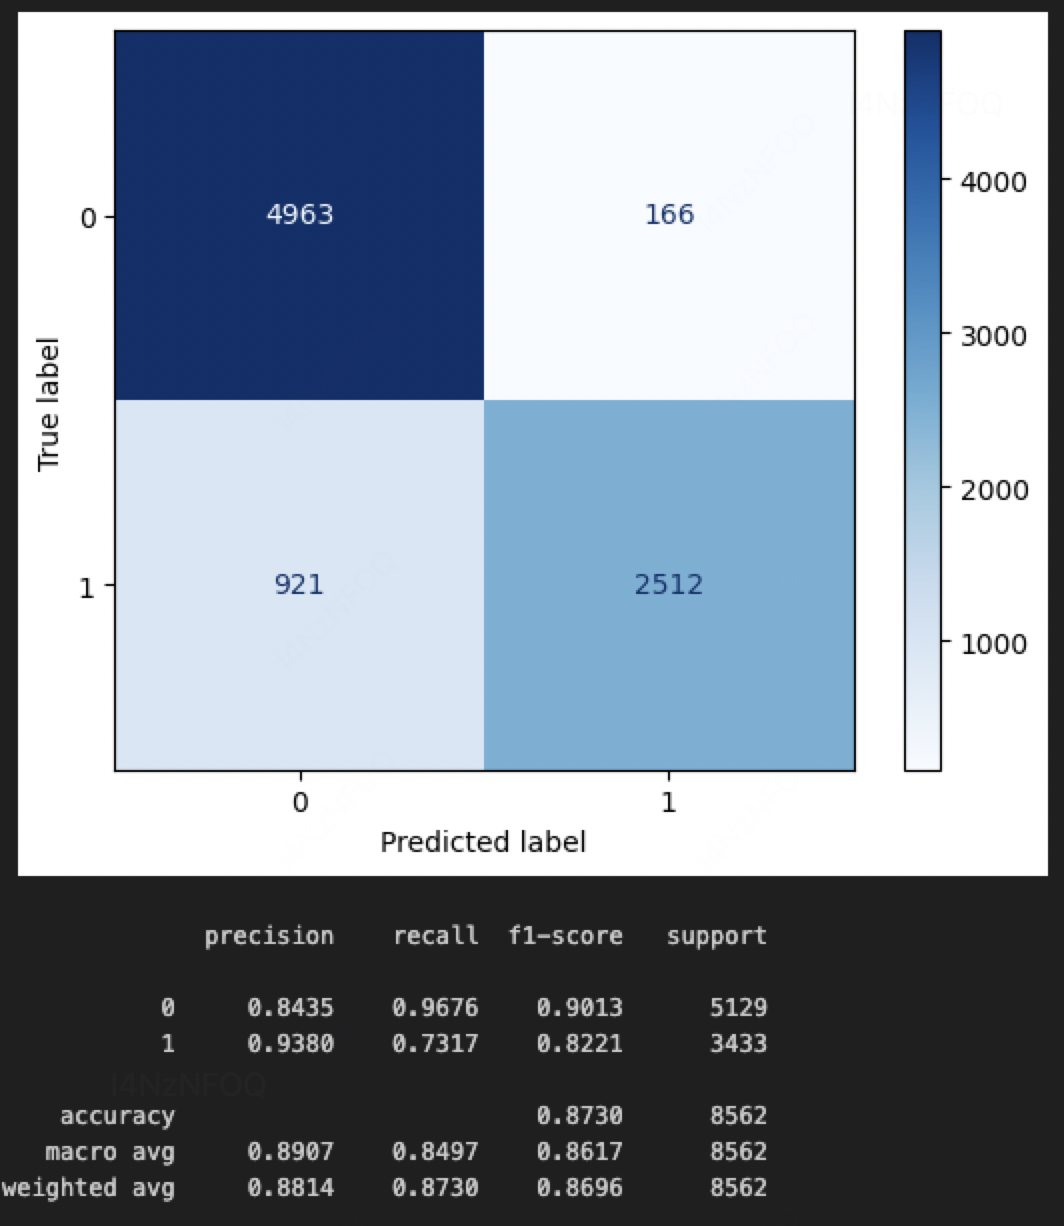 4963 166
0
921 2512
1
True label
0 1
Predicted label
4000
3000
2000
1000
precision recall f1-score support
0 0.8435 0.9676 0.9013 5129
1 0.9380 0.7317 0.8221 3433
I4NzNFOQ
accuracy 0.8730 8562
macro avg 0.8907 0.8497 0.8617 8562
weighted avg 0.8814 0.8730 0.8696 8562